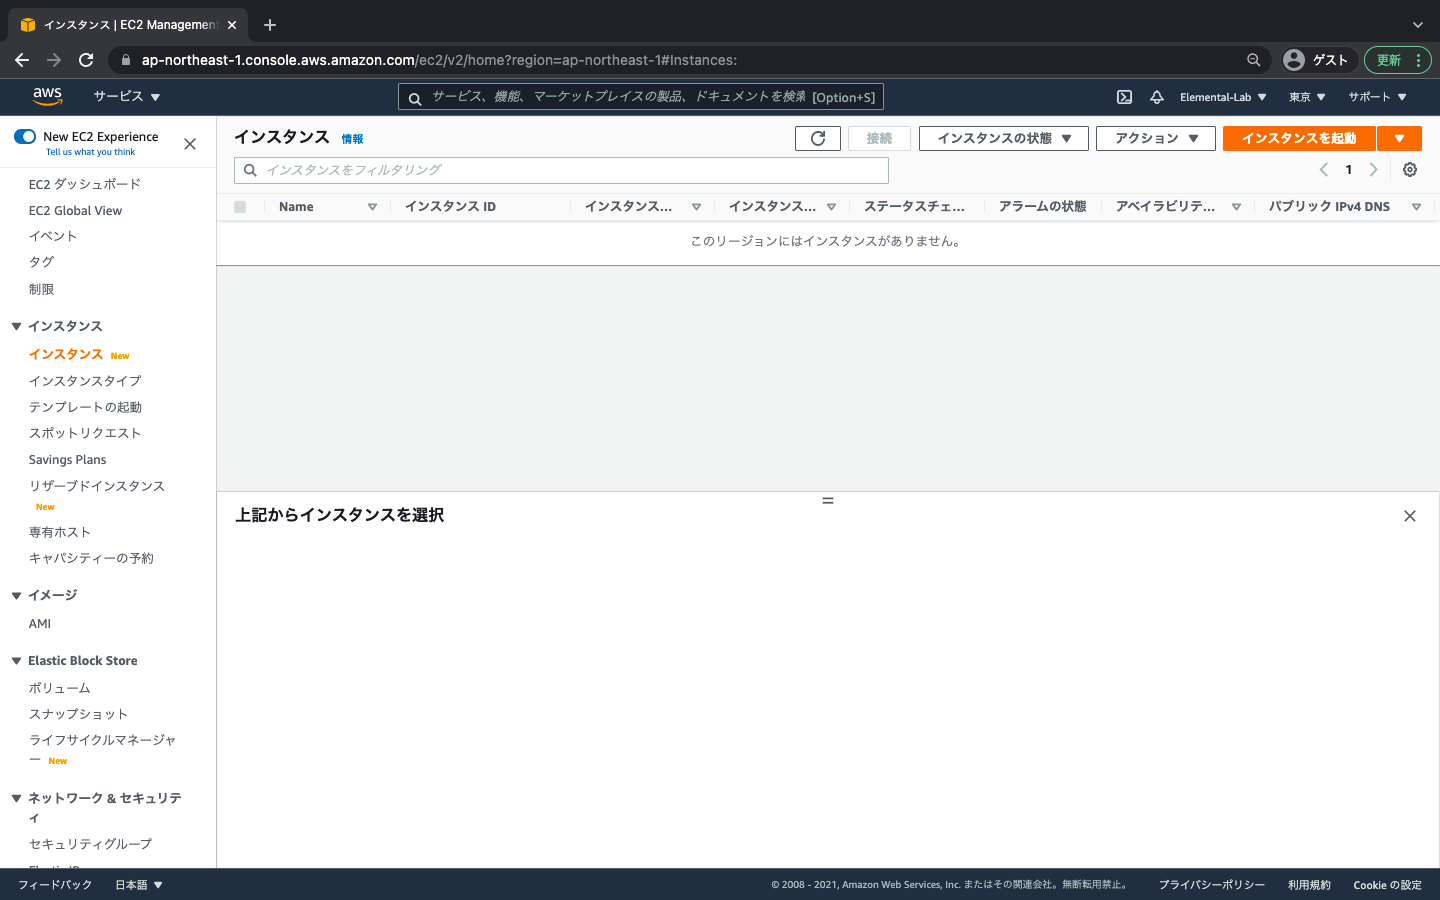 インスタンス | EC2 Managemen
ap-northeast-1.console.aws.amazon.com/ec2/v2/home?region=ap-northeast-1#Instances:
ゲスト
更新
aws
サービス
サービス、機能、マーケットプレイスの製品、ドキュメントを検索 [Option+S]
Elemental-Lab
東京
サポート
New EC2 Experience
Tell us what you think
EC2 ダッシュボード
EC2 Global View
イベント
タグ
制限
インスタンス
インスタンス New
インスタンスタイプ
テンプレートの起動
スポットリクエスト
Savings Plans
リザーブドインスタンス
New
専有ホスト
キャパシティーの予約
イメージ
AMI
Elastic Block Store
ボリューム
スナップショット
ライフサイクルマネージャ
ー New
ネットワーク & セキュリテ
ィ
セキュリティグループ
インスタンス 情報
接続
インスタンスの状態
アクション
インスタンスを起動
インスタンスをフィルタリング
1
Name
インスタンス ID
インスタンス...
インスタンス...
ステータスチェ...
アラームの状態
アベイラビリテ...
パブリック IPv4 DNS
このリージョンにはインスタンスがありません。
上記からインスタンスを選択
フィードバック
日本語
© 2008 - 2021, Amazon Web Services, Inc. またはその関連会社。無断転用禁止。
プライバシーポリシー
利用規約
Cookie の設定